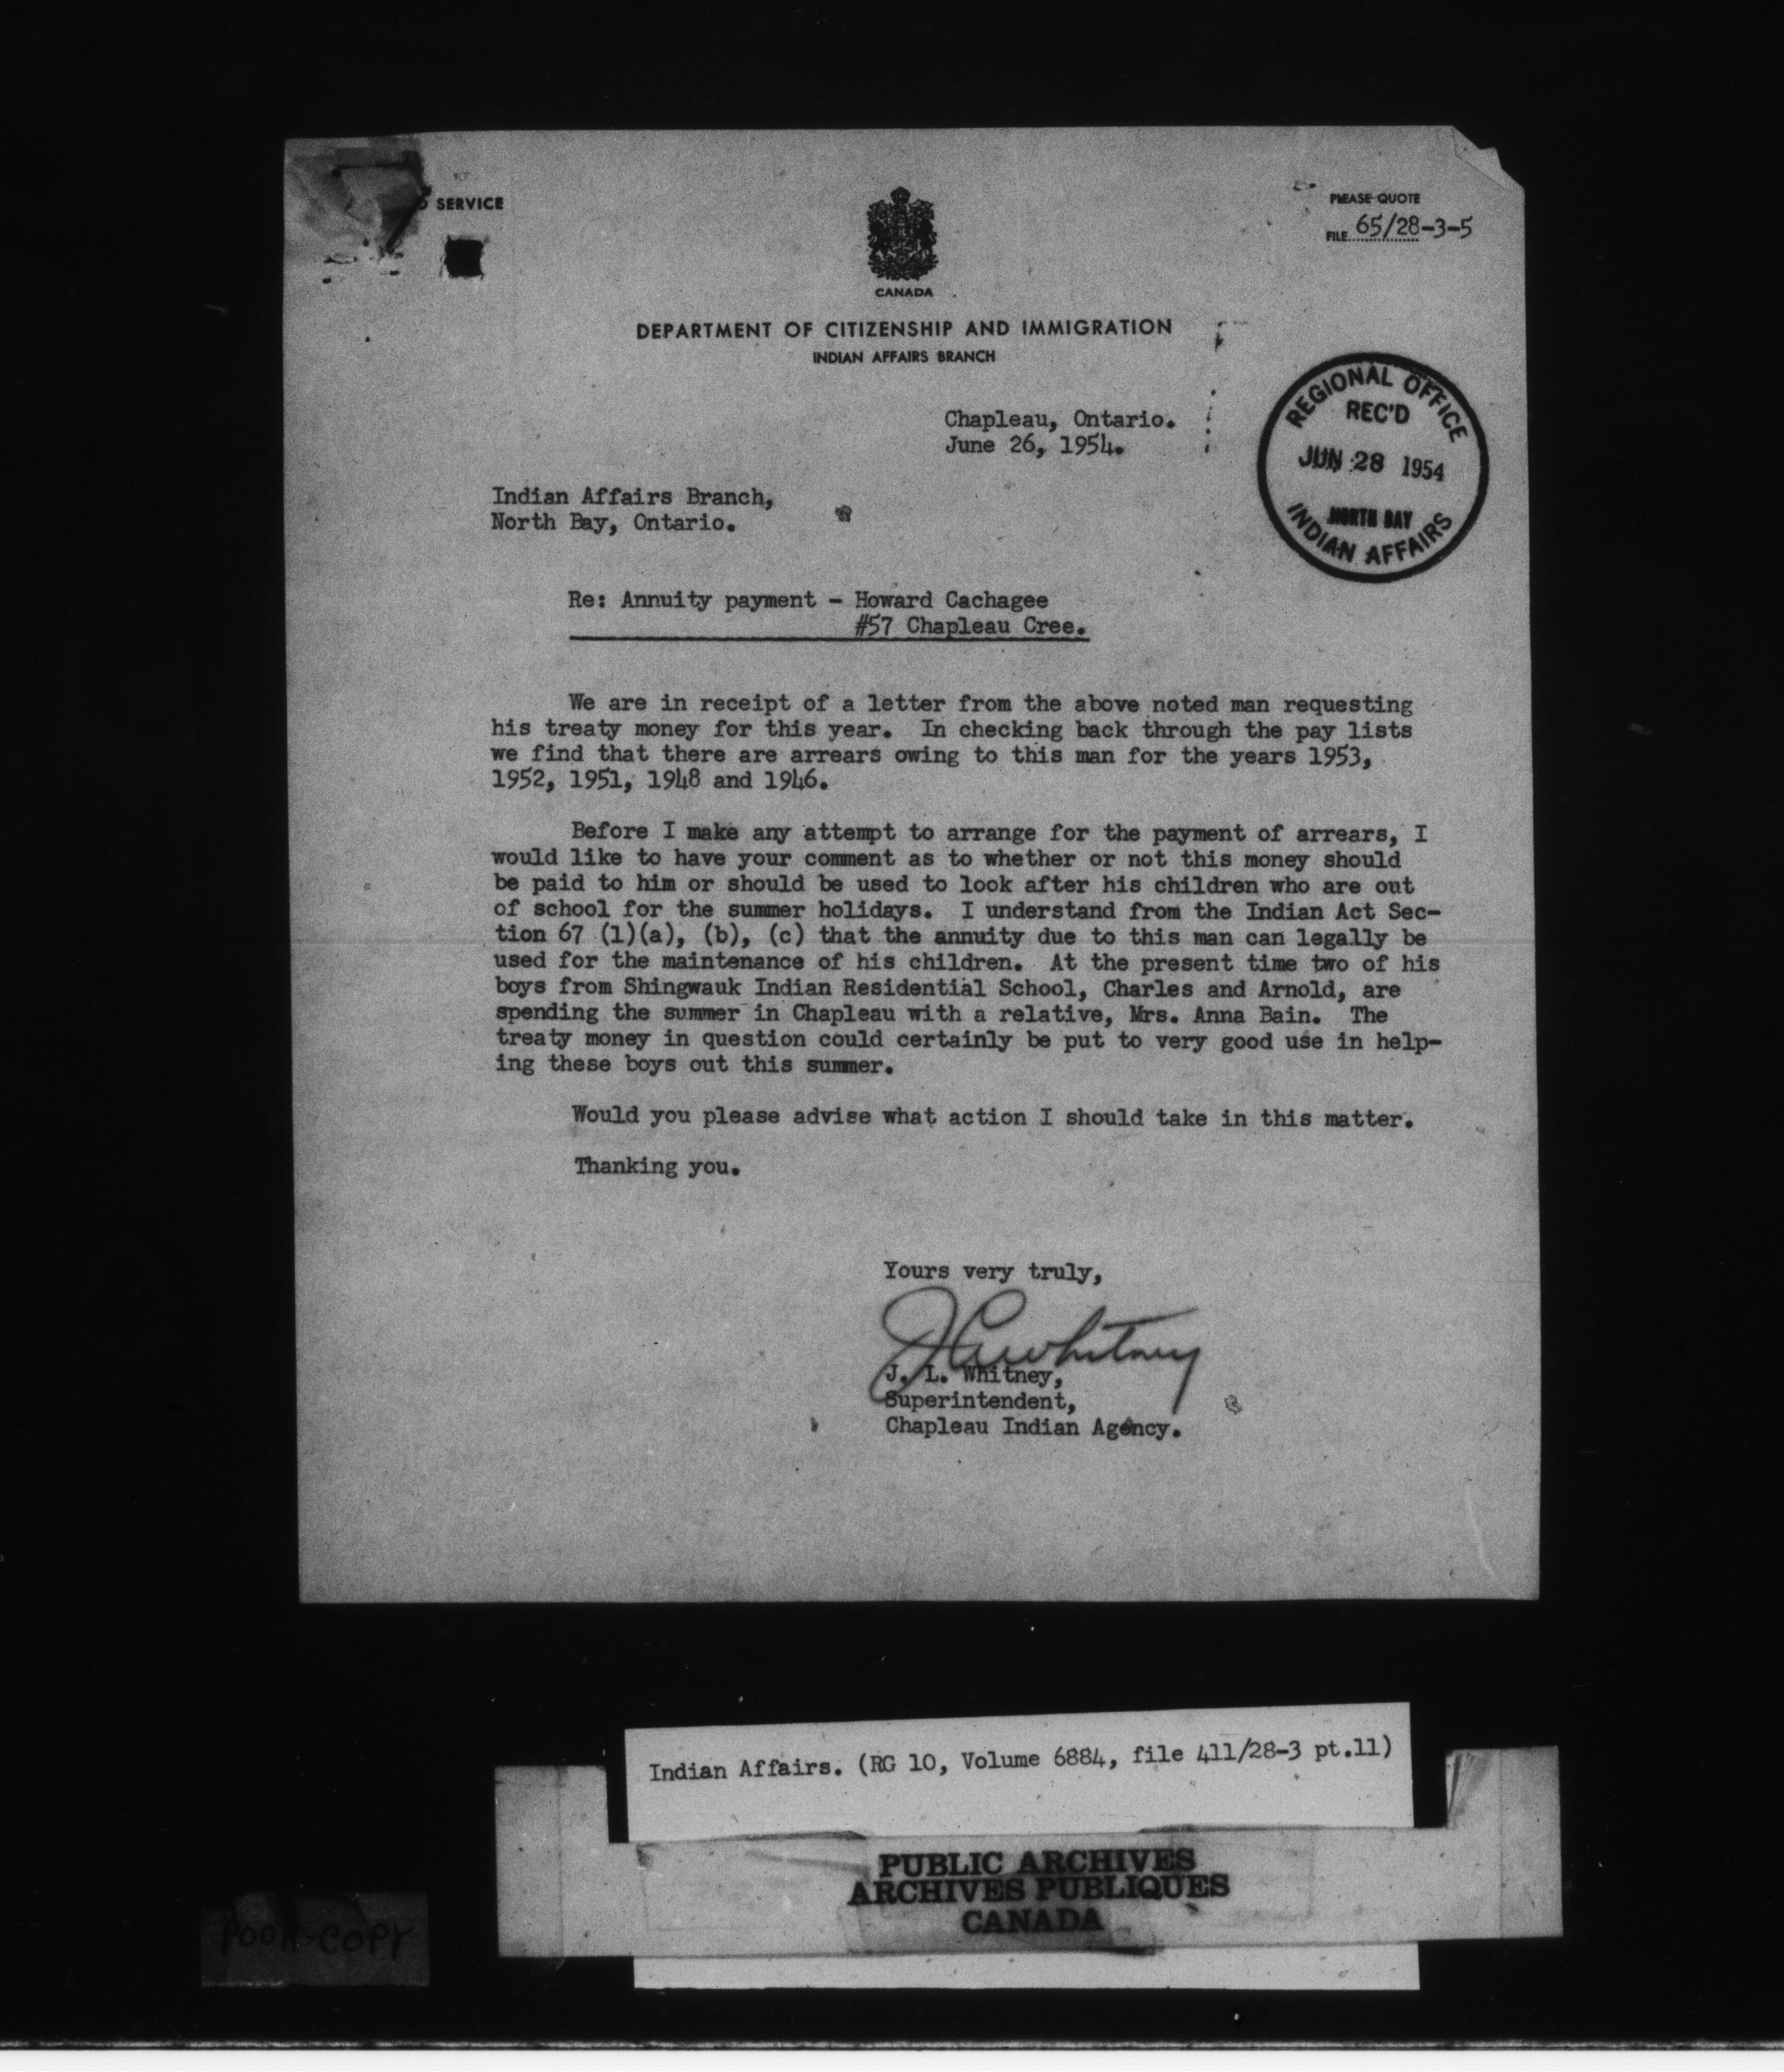 SERVICE
PLEASE QUOTE
FILE 65/28-3-5
CANADA
DEPARTMENT OF CITIZENSHIP AND IMMIGRATION
INDIAN AFFAIRS BRANCH
REGIONAL OFFICE
REC'D
JUN 28 1954
NORTH BAY
INDIAN AFFAIRS
Chapleau, Ontario.
June 26, 1954.
Indian Affairs Branch,
North Bay, Ontario.
Re: Annuity payment - Howard Cachagee
#57 Chapleau Cree.
We are in receipt of a letter from the above noted man requesting
his treaty money for this year. In checking back through the pay lists
we find that there are arrears owing to this man for the years 1953,
1952, 1951, 1948 and 1946.
Before I make any attempt to arrange for the payment of arrears, I
would like to have your comment as to whether or not this money should
be paid to him or should be used to look after his children who are out
of school for the summer holidays. I understand from the Indian Act Sec-
tion 67 (1)(a), (b), (c) that the annuity due to this man can legally be
used for the maintenance of his children. At the present time two of his
boys from Shingwauk Indian Residential School, Charles and Arnold, are
spending the summer in Chapleau with a relative, Mrs. Anna Bain. The
treaty money in question could certainly be put to very good use in help-
ing these boys out this summer.
Would you please advise what action I should take in this matter.
Thanking you.
Yours very truly,
J. L. Whitney,
Superintendent,
Chapleau Indian Agency.
Indian Affairs. (RG 10, Volume 6884, file 411/28-3 pt.11)
PUBLIC ARCHIVES
ARCHIVES PUBLIQUES
CANADA
POOR COPY